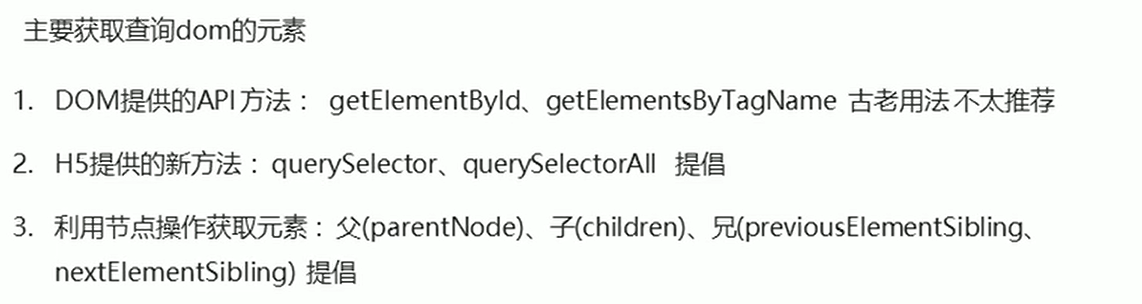 主要获取查询dom的元素
1. DOM提供的API 方法： getElementById、getElementsByTagName 古老用法 不太推荐
2. H5提供的新方法： querySelector、querySelectorAll 提倡
3. 利用节点操作获取元素： 父(parentNode)、子(children)、兄(previousElementSibling、
nextElementSibling) 提倡